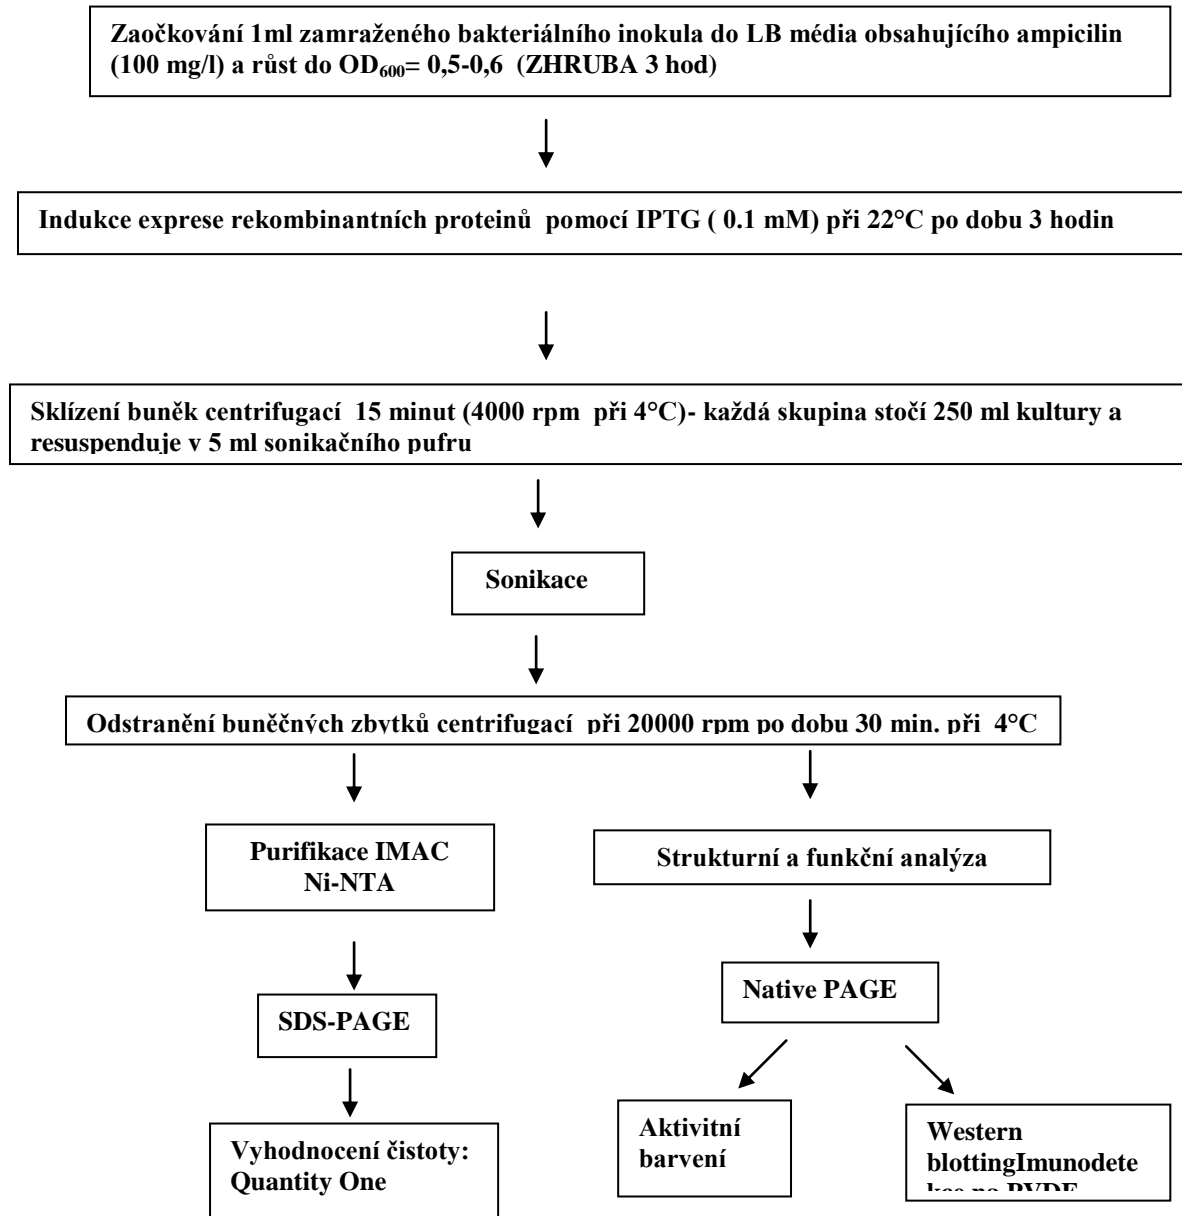 Zaočkování 1ml zamraženého bakteriálního inokula do LB média obsahujícího ampicilin
(100 mg/l) a růst do OD₆₀₀= 0,5-0,6 (ZHRUBA 3 hod)
Indukce exprese rekombinantních proteinů pomocí IPTG ( 0.1 mM) při 22°C po dobu 3 hodin
Sklízení buněk centrifugací 15 minut (4000 rpm při 4°C)- každá skupina stočí 250 ml kultury a
resuspenduje v 5 ml sonikačního pufru
Sonikace
Odstranění buněčných zbytků centrifugací při 20000 rpm po dobu 30 min. při 4°C
Purifikace IMAC
Ni-NTA
Strukturní a funkční analýza
SDS-PAGE
Native PAGE
Vyhodnocení čistoty:
Quantity One
Aktivitní
barvení
Western
blottingImunodete
kce na PVDF